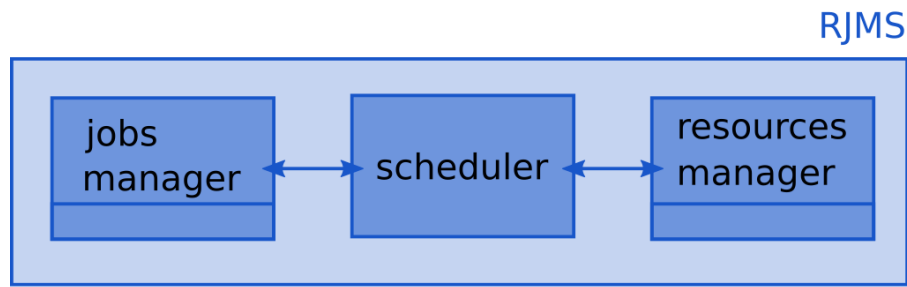 RJMS
jobs
manager
scheduler
resources
manager